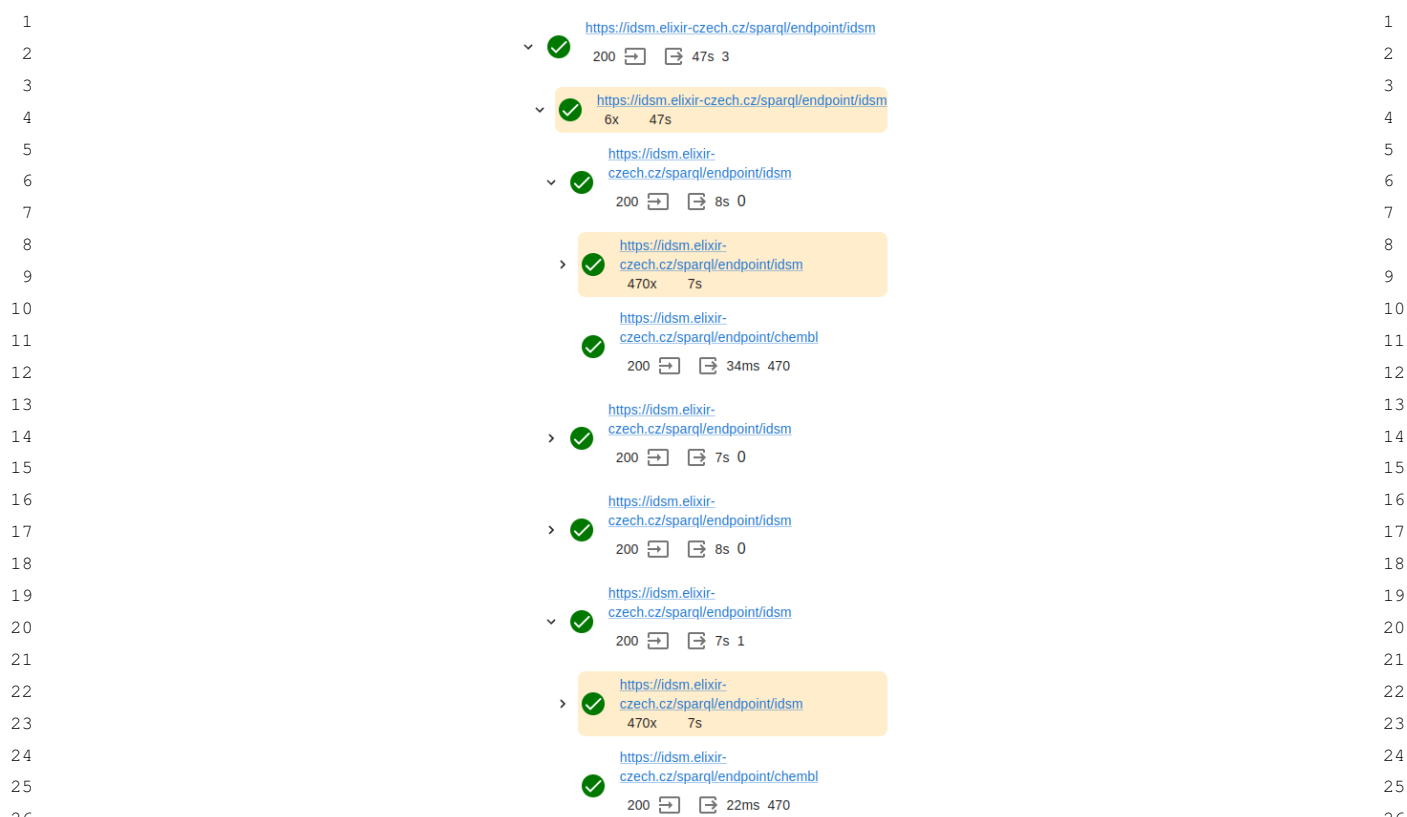 1 https://idsm.elixir-czech.cz/sparql/endpoint/idsm 1
2 200 47s 3 2
3 https://idsm.elixir-czech.cz/sparql/endpoint/idsm 3
4 6x 47s 4
5 https://idsm.elixir- 5
6 czech.cz/sparql/endpoint/idsm 6
7 200 8s 0 7
8 https://idsm.elixir- 8
czech.cz/sparql/endpoint/idsm
9 470x 7s 9
10 https://idsm.elixir- 10
11 czech.cz/sparql/endpoint/chembl 11
12 200 34ms 470 12
13 https://idsm.elixir- 13
14 czech.cz/sparql/endpoint/idsm 14
15 200 7s 0 15
16 https://idsm.elixir- 16
17 czech.cz/sparql/endpoint/idsm 17
18 200 8s 0 18
19 https://idsm.elixir- 19
20 czech.cz/sparql/endpoint/idsm 20
21 200 7s 1 21
22 https://idsm.elixir- 22
czech.cz/sparql/endpoint/idsm
23 470x 7s 23
24 https://idsm.elixir- 24
25 czech.cz/sparql/endpoint/chembl 25
200 22ms 470